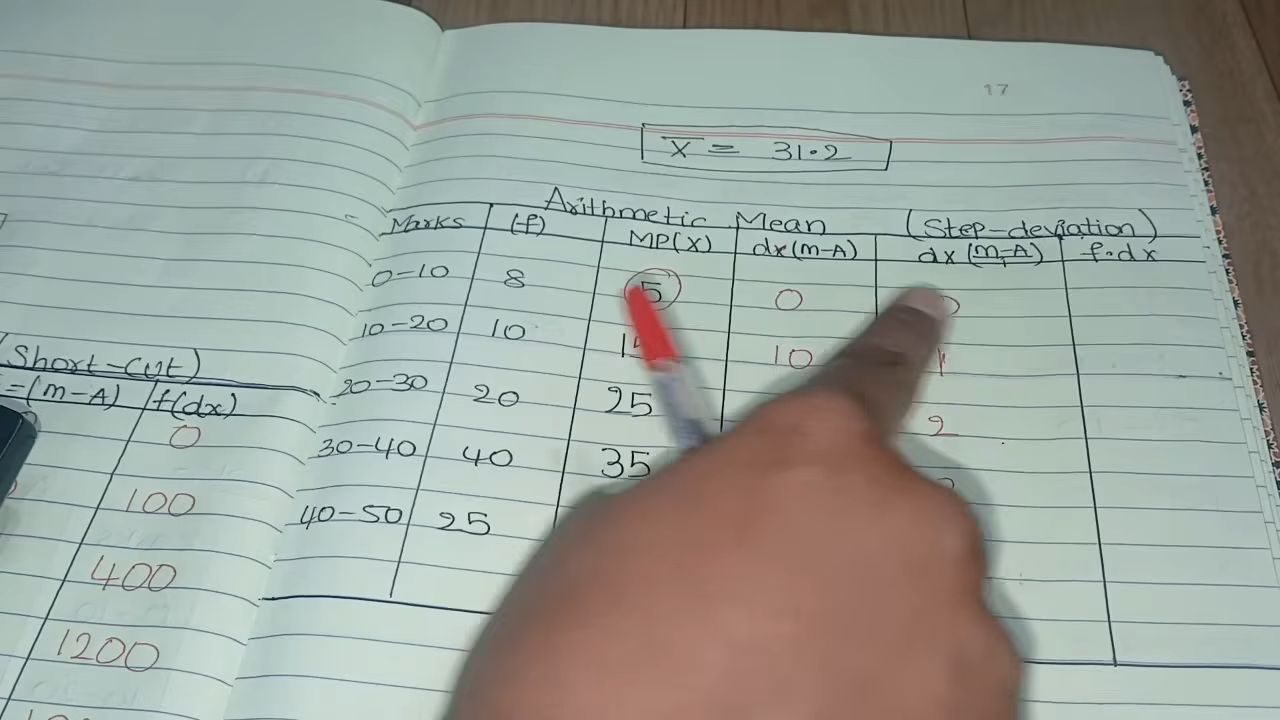 17
X̄ = 31.2
Arithmetic Mean (Step-deviation)
Marks (f) MP(X) dx(m-A) dx(m-A) f.dx
0-10 8 5 0
10-20 10 10 1
20-30 20 25 2
30-40 40 35
40-50 25
(Short-cut)
=(m-A) f(dx)
0
100
400
1200